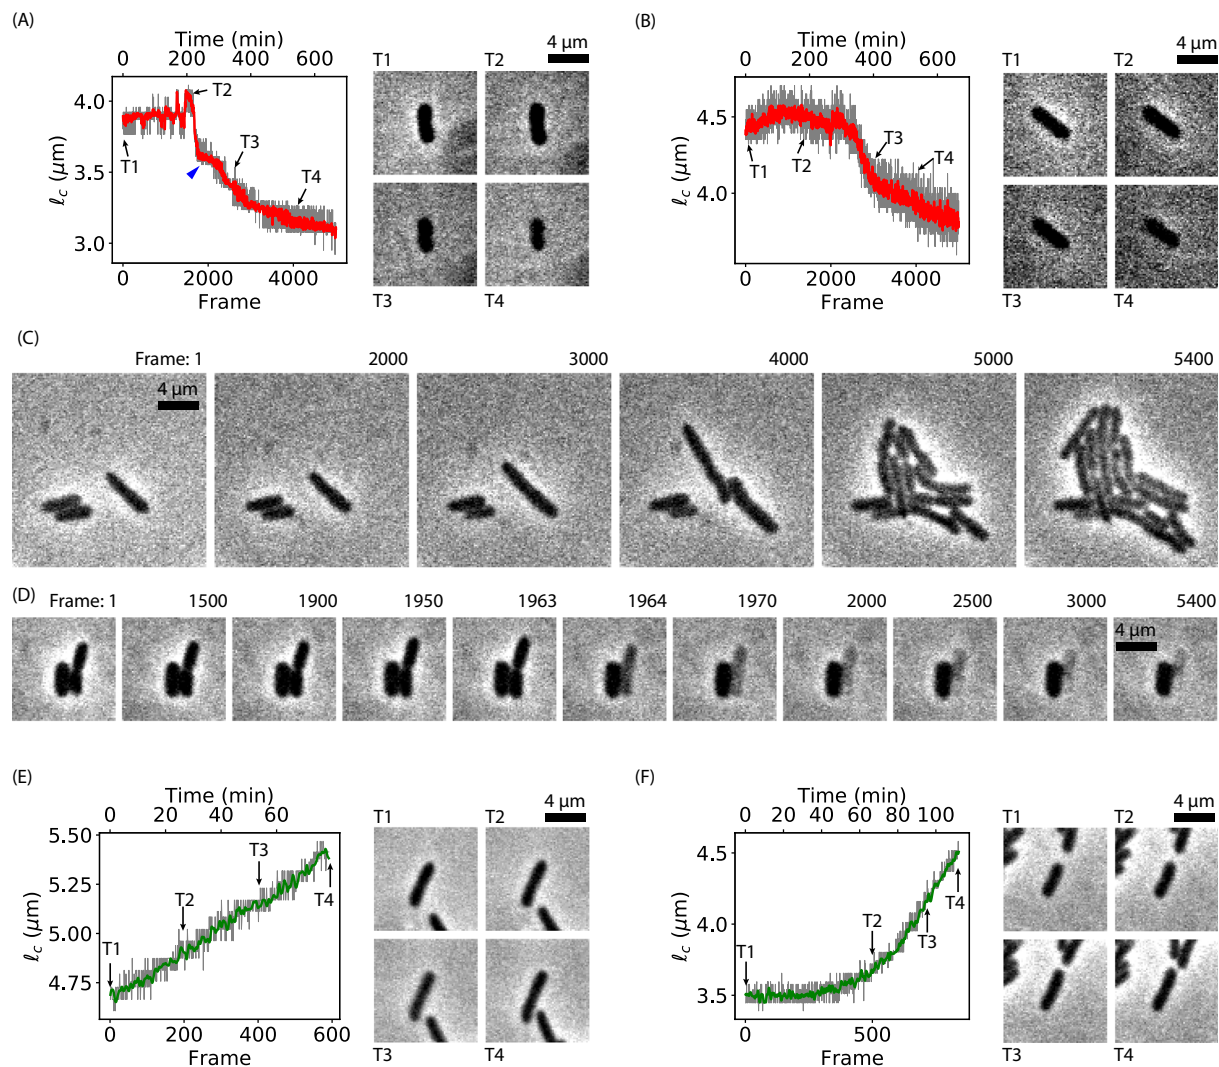 (A)
Time (min)
0 200 400 600
4.0
3.5
3.0
ℓc (μm)
T1
T2
T3
T4
0 2000 4000
Frame
4 μm
T1 T2
T3 T4
(B)
Time (min)
0 200 400 600
4.5
4.0
ℓc (μm)
T1
T2
T3
T4
0 2000 4000
Frame
4 μm
T1 T2
T3 T4
(C)
Frame: 1 2000 3000 4000 5000 5400
4 μm
(D)
Frame: 1 1500 1900 1950 1963 1964 1970 2000 2500 3000 5400
4 μm
(E)
Time (min)
0 20 40 60
5.50
5.25
5.00
4.75
ℓc (μm)
T1
T2
T3
T4
0 200 400 600
Frame
4 μm
T1 T2
T3 T4
(F)
Time (min)
0 20 40 60 80 100
4.5
4.0
3.5
ℓc (μm)
T1
T2
T3
T4
0 500
Frame
4 μm
T1 T2
T3 T4